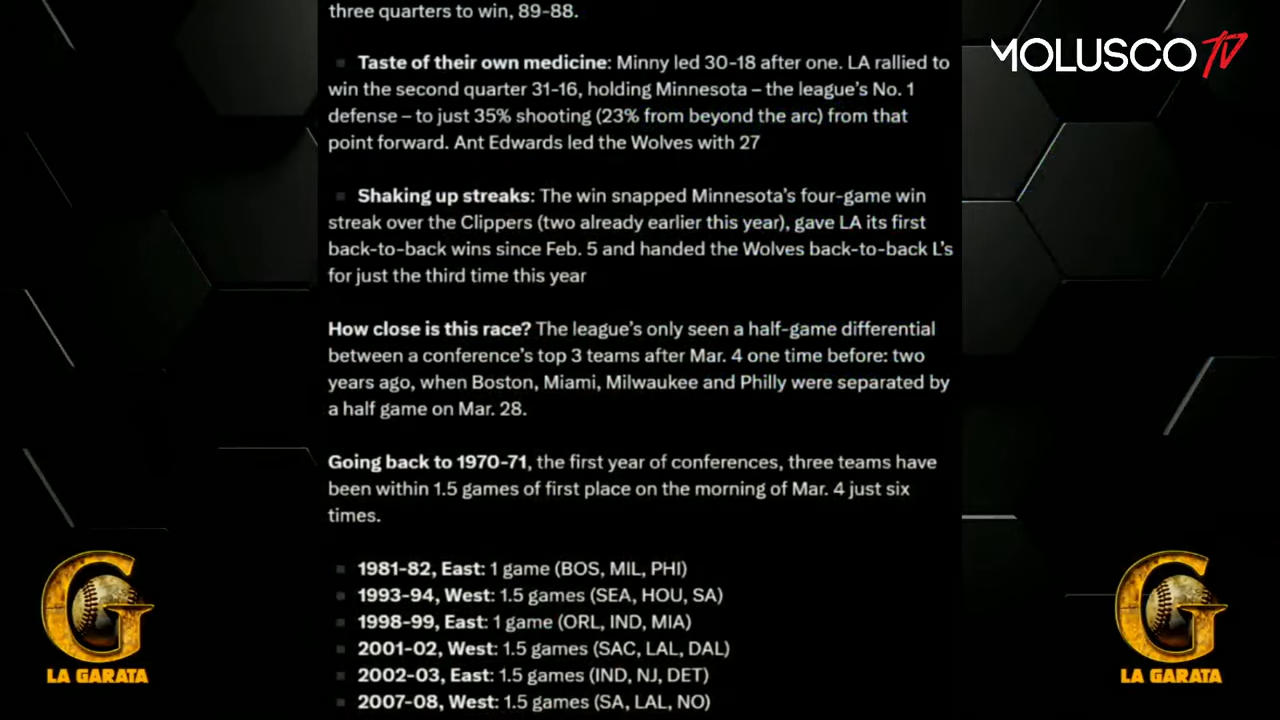 three quarters to win, 89-88.
MOLUSCO TV
Taste of their own medicine: Minny led 30-18 after one. LA rallied to
win the second quarter 31-16, holding Minnesota – the league's No. 1
defense – to just 35% shooting (23% from beyond the arc) from that
point forward. Ant Edwards led the Wolves with 27
Shaking up streaks: The win snapped Minnesota's four-game win
streak over the Clippers (two already earlier this year), gave LA its first
back-to-back wins since Feb. 5 and handed the Wolves back-to-back L's
for just the third time this year
How close is this race? The league's only seen a half-game differential
between a conference's top 3 teams after Mar. 4 one time before: two
years ago, when Boston, Miami, Milwaukee and Philly were separated by
a half game on Mar. 28.
Going back to 1970-71, the first year of conferences, three teams have
been within 1.5 games of first place on the morning of Mar. 4 just six
times.
1981-82, East: 1 game (BOS, MIL, PHI)
1993-94, West: 1.5 games (SEA, HOU, SA)
1998-99, East: 1 game (ORL, IND, MIA)
2001-02, West: 1.5 games (SAC, LAL, DAL)
2002-03, East: 1.5 games (IND, NJ, DET)
2007-08, West: 1.5 games (SA, LAL, NO)
G
LA GARATA
G
LA GARATA